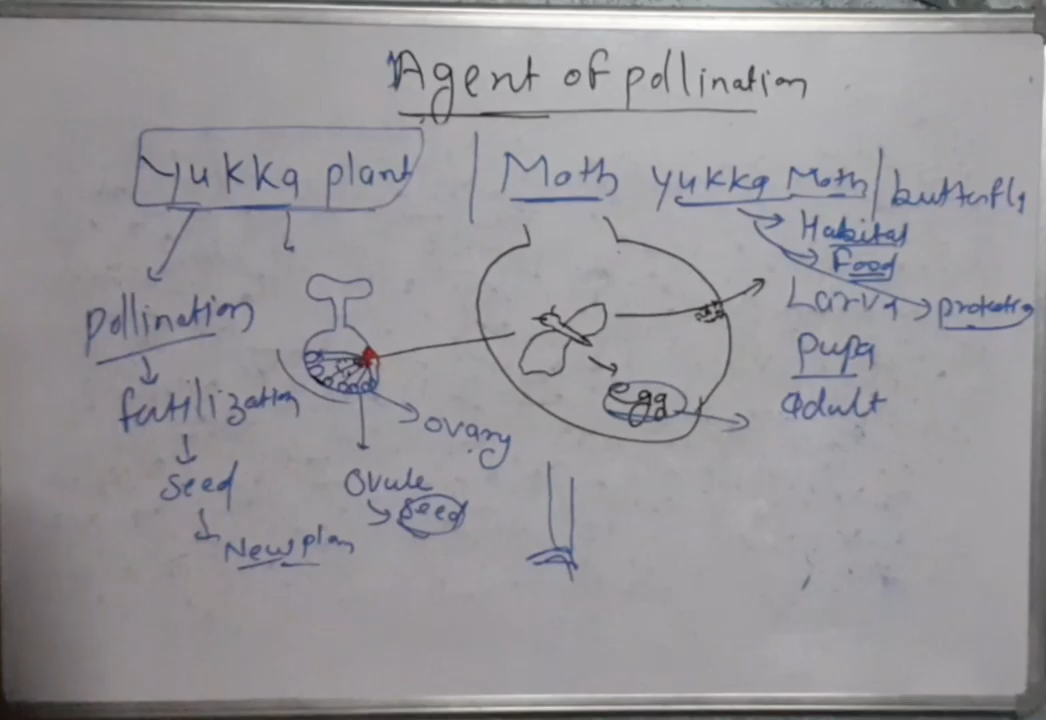 Agent of pollination
Yukka plant
Moth Yukka Moth/butterfly
Habitat
Food
protectio
Larva
pupa
adult
egg
pollination
fertilization
seed
New plan
ovary
Ovule
seed